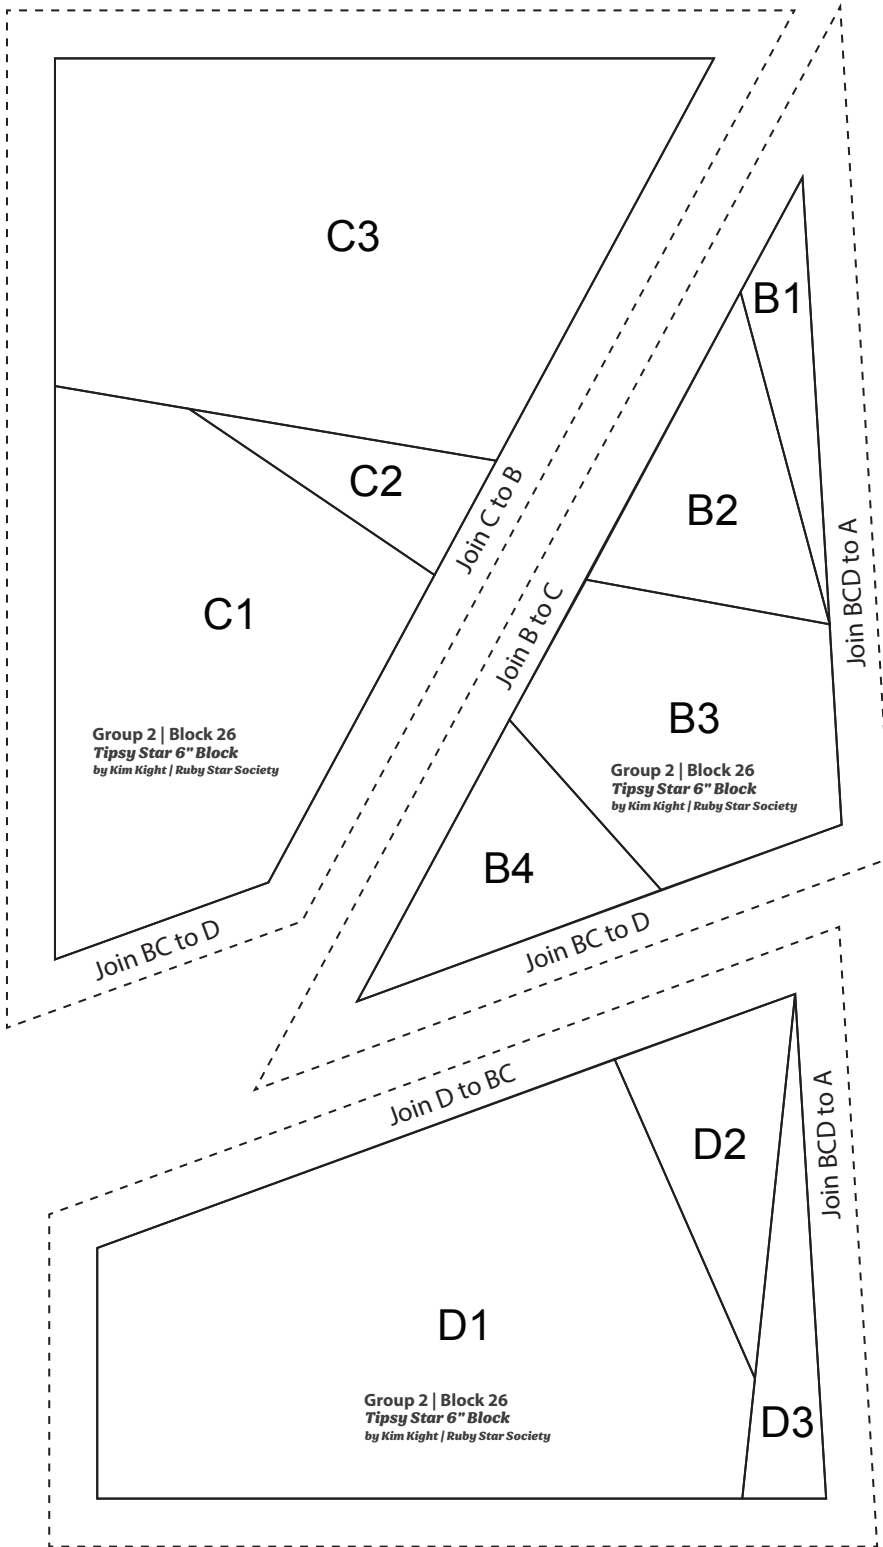 C3
C2
C1
Join C to B
Group 2 | Block 26
Tipsy Star 6" Block
by Kim Kight / Ruby Star Society
Join BC to D
B1
B2
Join B to C
Join BCD to A
B3
Group 2 | Block 26
Tipsy Star 6" Block
by Kim Kight / Ruby Star Society
B4
Join BC to D
Join D to BC
D2
Join BCD to A
D1
Group 2 | Block 26
Tipsy Star 6" Block
by Kim Kight / Ruby Star Society
D3